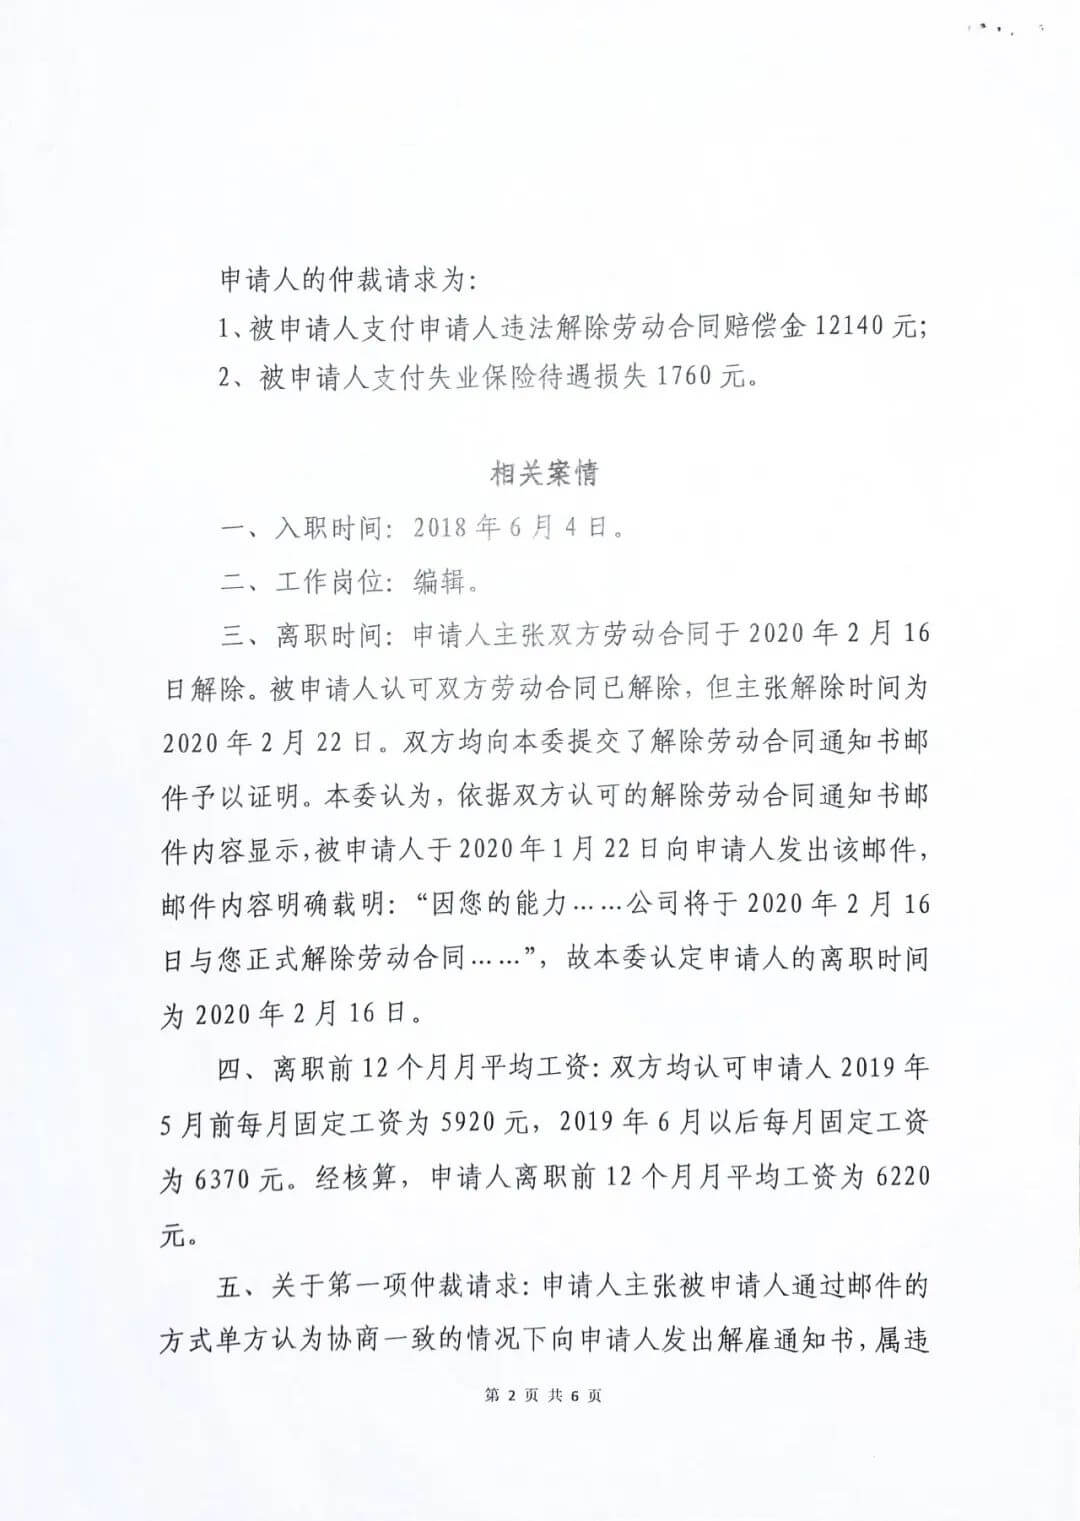 申请人的仲裁请求为：
1、被申请人支付申请人违法解除劳动合同赔偿金 12140 元；
2、被申请人支付失业保险待遇损失 1760 元。
相关案情
一、入职时间：2018 年 6 月 4 日。
二、工作岗位：编辑。
三、离职时间：申请人主张双方劳动合同于 2020 年 2 月 16
日解除。被申请人认可双方劳动合同已解除，但主张解除时间为
2020 年 2 月 22 日。双方均向本委提交了解除劳动合同通知书邮
件予以证明。本委认为，依据双方认可的解除劳动合同通知书邮
件内容显示，被申请人于 2020 年 1 月 22 日向申请人发出该邮件，
邮件内容明确载明：“因您的能力……公司将于 2020 年 2 月 16
日与您正式解除劳动合同……”，故本委认定申请人的离职时间
为 2020 年 2 月 16 日。
四、离职前 12 个月月平均工资：双方均认可申请人 2019 年
5 月前每月固定工资为 5920 元，2019 年 6 月以后每月固定工资
为 6370 元。经核算，申请人离职前 12 个月月平均工资为 6220
元。
五、关于第一项仲裁请求：申请人主张被申请人通过邮件的
方式单方认为协商一致的情况下向申请人发出解雇通知书，属违
第 2 页 共 6 页